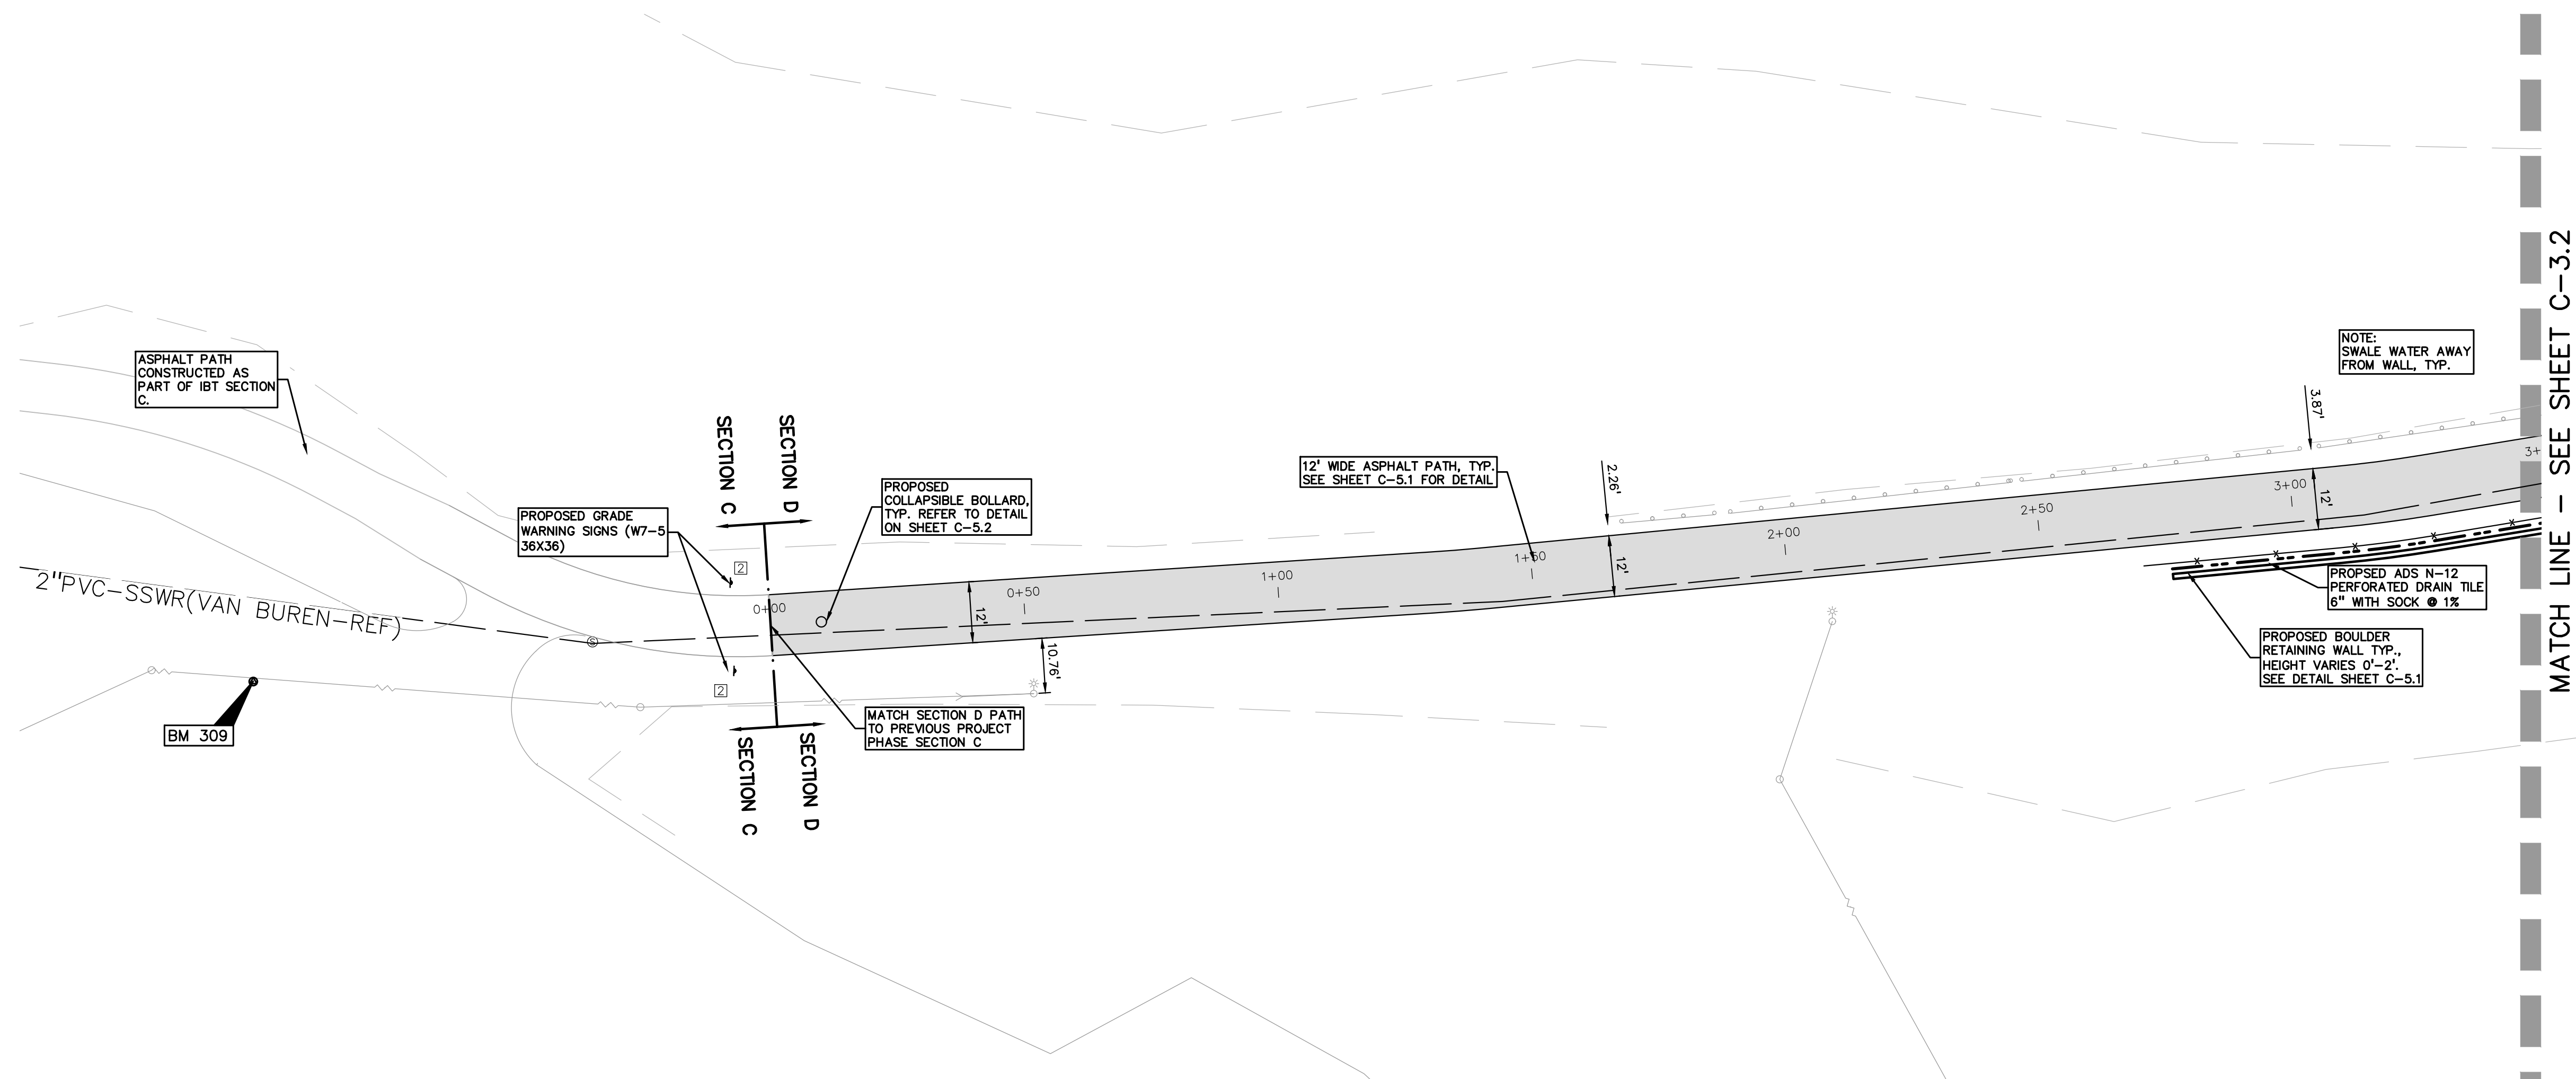 ASPHALT PATH
CONSTRUCTED AS
PART OF IBT SECTION
C.
2"PVC-SSWR(VAN BUREN-REF)
BM 309
PROPOSED GRADE
WARNING SIGNS (W7-5
36X36)
2
2
S
SECTION C
SECTION D
SECTION C
SECTION D
PROPOSED
COLLAPSIBLE BOLLARD,
TYP. REFER TO DETAIL
ON SHEET C-5.2
MATCH SECTION D PATH
TO PREVIOUS PROJECT
PHASE SECTION C
0+00
0+50
1+00
1+50
2+00
2+50
3+00
3+
12'
10.76'
12' WIDE ASPHALT PATH, TYP.
SEE SHEET C-5.1 FOR DETAIL
2.26'
12'
3.87'
12'
NOTE:
SWALE WATER AWAY
FROM WALL, TYP.
PROPSED ADS N-12
PERFORATED DRAIN TILE
6" WITH SOCK @ 1%
PROPOSED BOULDER
RETAINING WALL TYP.,
HEIGHT VARIES 0'-2'.
SEE DETAIL SHEET C-5.1
MATCH LINE - SEE SHEET C-3.2